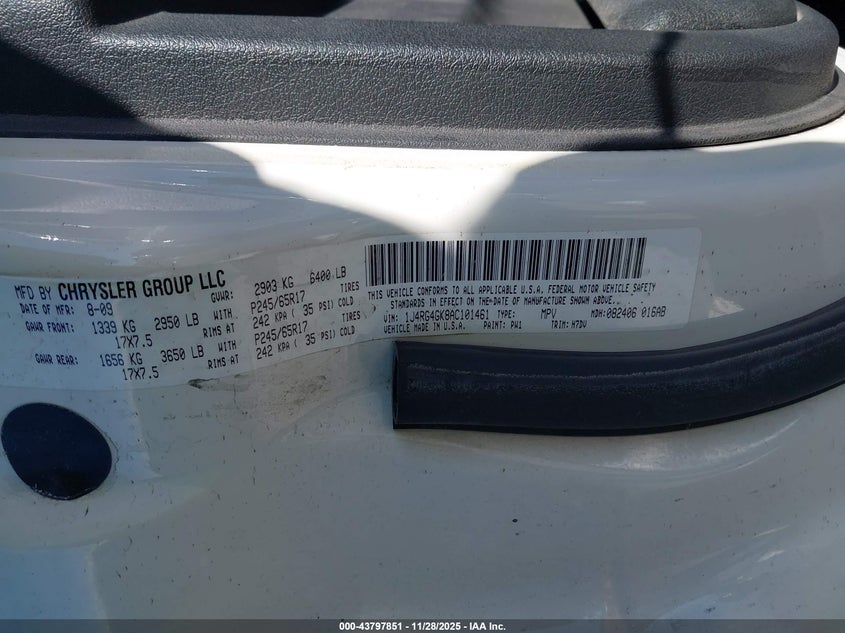 MFD BY CHRYSLER GROUP LLC
DATE OF MFR: 8-09 GVWR: 2903 KG 6400 LB
GAWR FRONT: 1339 KG 2950 LB WITH P245/65R17 TIRES
17X7.5 RIMS AT 242 KPA ( 35 PSI) COLD
GAWR REAR: 1656 KG 3650 LB WITH P245/65R17 TIRES
17X7.5 RIMS AT 242 KPA ( 35 PSI) COLD
THIS VEHICLE CONFORMS TO ALL APPLICABLE U.S.A. FEDERAL MOTOR VEHICLE SAFETY
STANDARDS IN EFFECT ON THE DATE OF MANUFACTURE SHOWN ABOVE.
VIN: 1J4RG4GK8AC101461 TYPE: MPV MDH: 082406 016AB
VEHICLE MADE IN U.S.A. PAINT: PW1 TRIM: H7DV
000-43797851 - 11/28/2025 - IAA Inc.